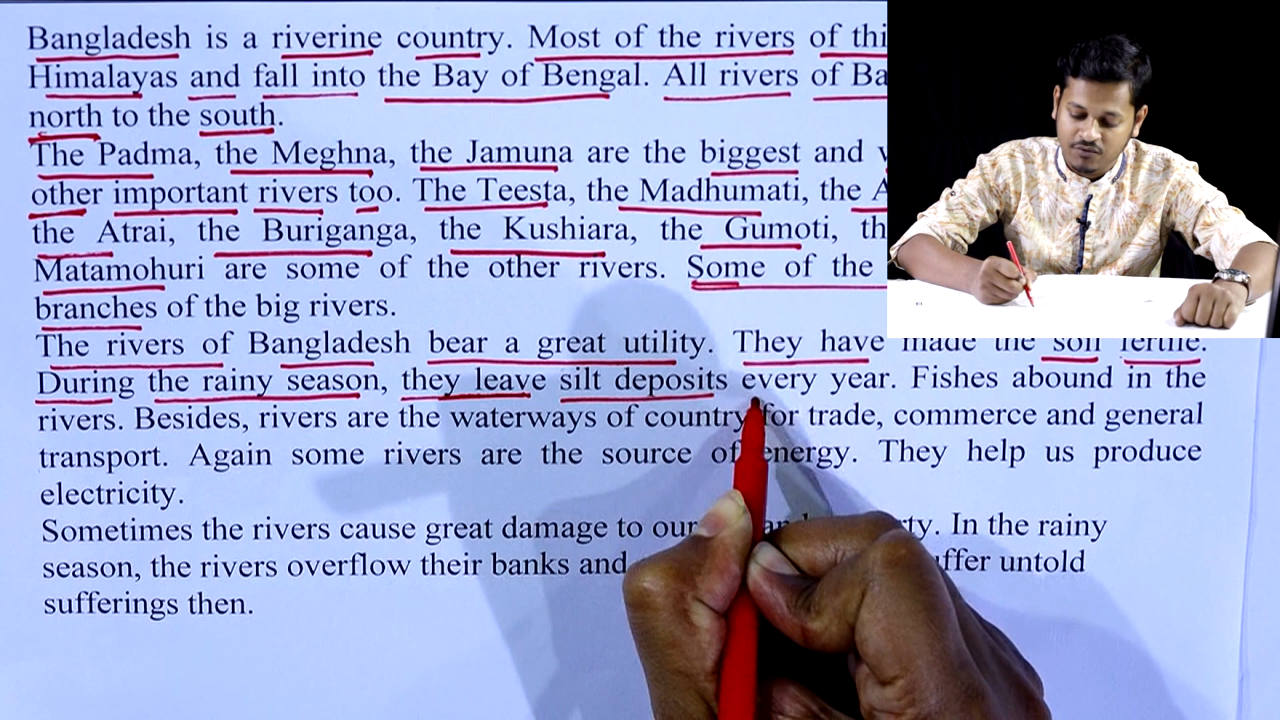 Bangladesh is a riverine country. Most of the rivers of thi
Himalayas and fall into the Bay of Bengal. All rivers of Ba
north to the south.
The Padma, the Meghna, the Jamuna are the biggest and
other important rivers too. The Teesta, the Madhumati, the A
the Atrai, the Buriganga, the Kushiara, the Gumoti, th
Matamohuri are some of the other rivers. Some of the
branches of the big rivers.
The rivers of Bangladesh bear a great utility. They have made the soil fertile.
During the rainy season, they leave silt deposits every year. Fishes abound in the
rivers. Besides, rivers are the waterways of country for trade, commerce and general
transport. Again some rivers are the source of energy. They help us produce
electricity.
Sometimes the rivers cause great damage to our rty. In the rainy
season, the rivers overflow their banks and uffer untold
sufferings then.